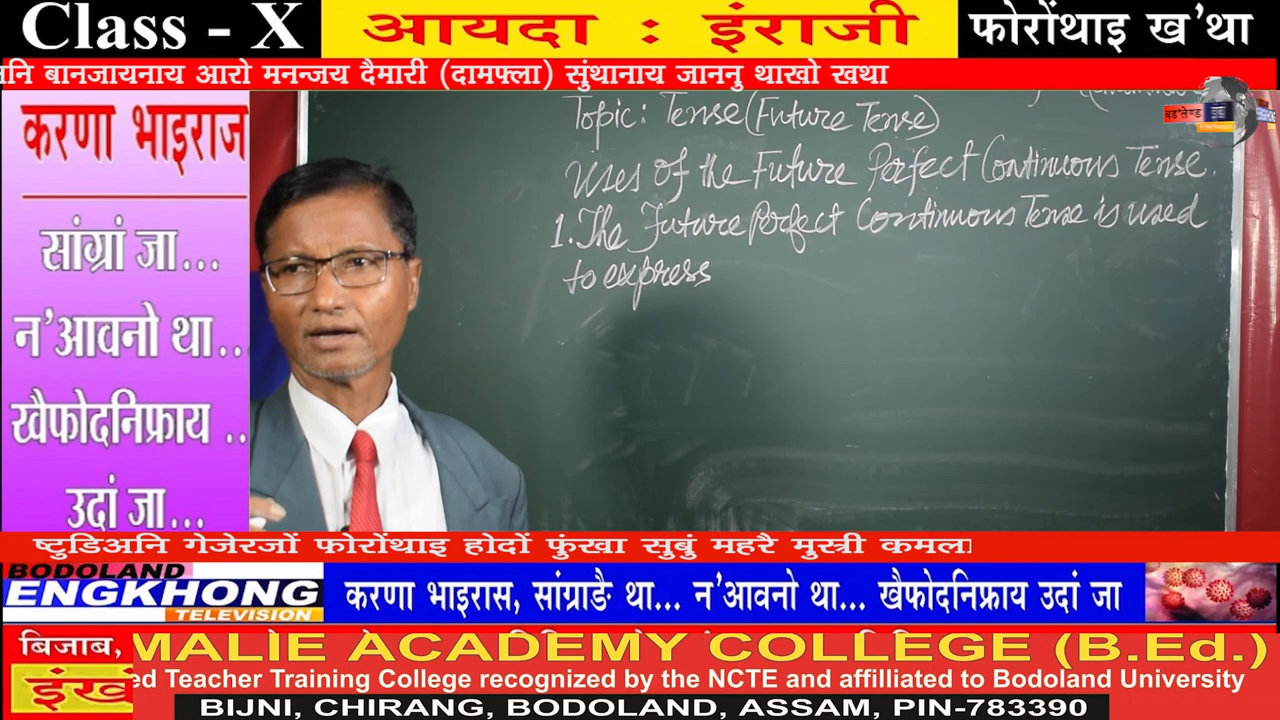 Class - X
आयदा : इंराजी
फोरोंथाइ ख'था
नि बानजायनाय आरो मनन्जय दैमारी (दामफ्ला) सुंथानाय जाननु थाखो खथा
बड'लेण्ड
करणा भाइराज
सांग्रां जा...
न'आवनो था...
खैफोदनिफ्राय ..
उदां जा...
Topic: Tense (Future Tense)
Uses of the Future Perfect Continuous Tense.
1. The Future Perfect Continuous Tense is used
to express
ष्टुडिअनि गेजेरजों फोरोंथाइ होदों फुंखा सुबुं महरै मुस्री कमला
BODOLAND
ENGKHONG
TELEVISION
करणा भाइरास, सांग्राङै था... न'आवनो था... खैफोदनिफ्राय उदां जा
बिजाब,
इंख
MALIE ACADEMY COLLEGE (B.Ed.)
ed Teacher Training College recognized by the NCTE and affiliated to Bodoland University
BIJNI, CHIRANG, BODOLAND, ASSAM, PIN-783390